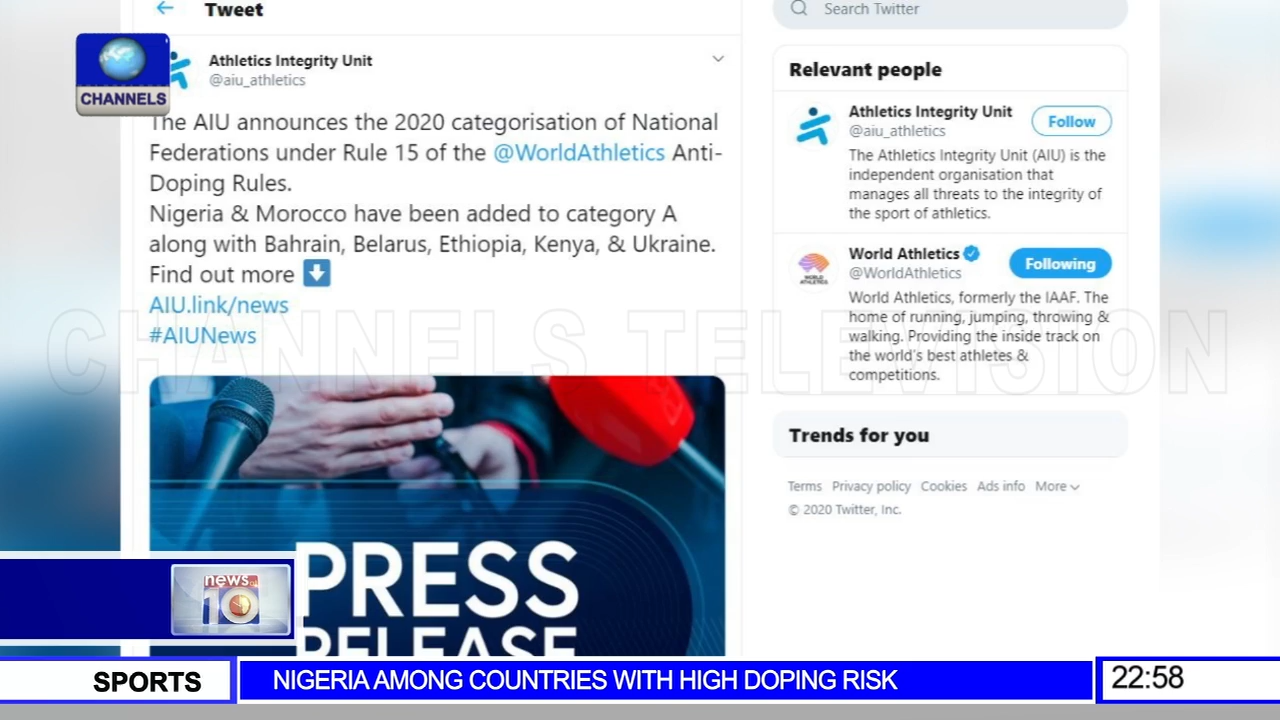 Tweet
Search Twitter
CHANNELS
Athletics Integrity Unit
@aiu_athletics
The AIU announces the 2020 categorisation of National
Federations under Rule 15 of the @WorldAthletics Anti-
Doping Rules.
Nigeria & Morocco have been added to category A
along with Bahrain, Belarus, Ethiopia, Kenya, & Ukraine.
Find out more
AIU.link/news
#AIUNews
PRESS
RELEASE
Relevant people
Athletics Integrity Unit
@aiu_athletics
Follow
The Athletics Integrity Unit (AIU) is the
independent organisation that
manages all threats to the integrity of
the sport of athletics.
World Athletics
@WorldAthletics
Following
WORLD
ATHLETICS
World Athletics, formerly the IAAF. The
home of running, jumping, throwing &
walking. Providing the inside track on
the world's best athletes &
competitions.
Trends for you
Terms Privacy policy Cookies Ads info More
© 2020 Twitter, Inc.
CHANNELS TELEVISION
news at
10
SPORTS
NIGERIA AMONG COUNTRIES WITH HIGH DOPING RISK
22:58